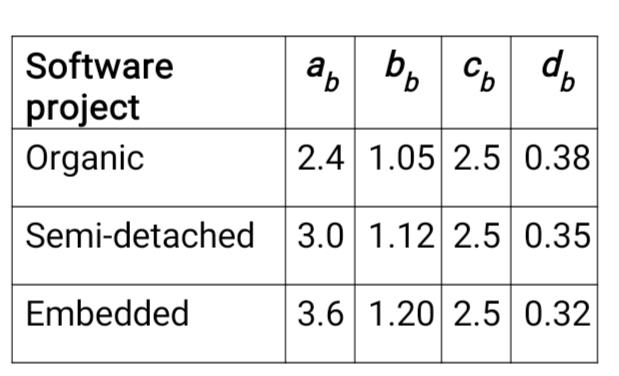 Software project a_b b_b c_b d_b
Organic 2.4 1.05 2.5 0.38
Semi-detached 3.0 1.12 2.5 0.35
Embedded 3.6 1.20 2.5 0.32